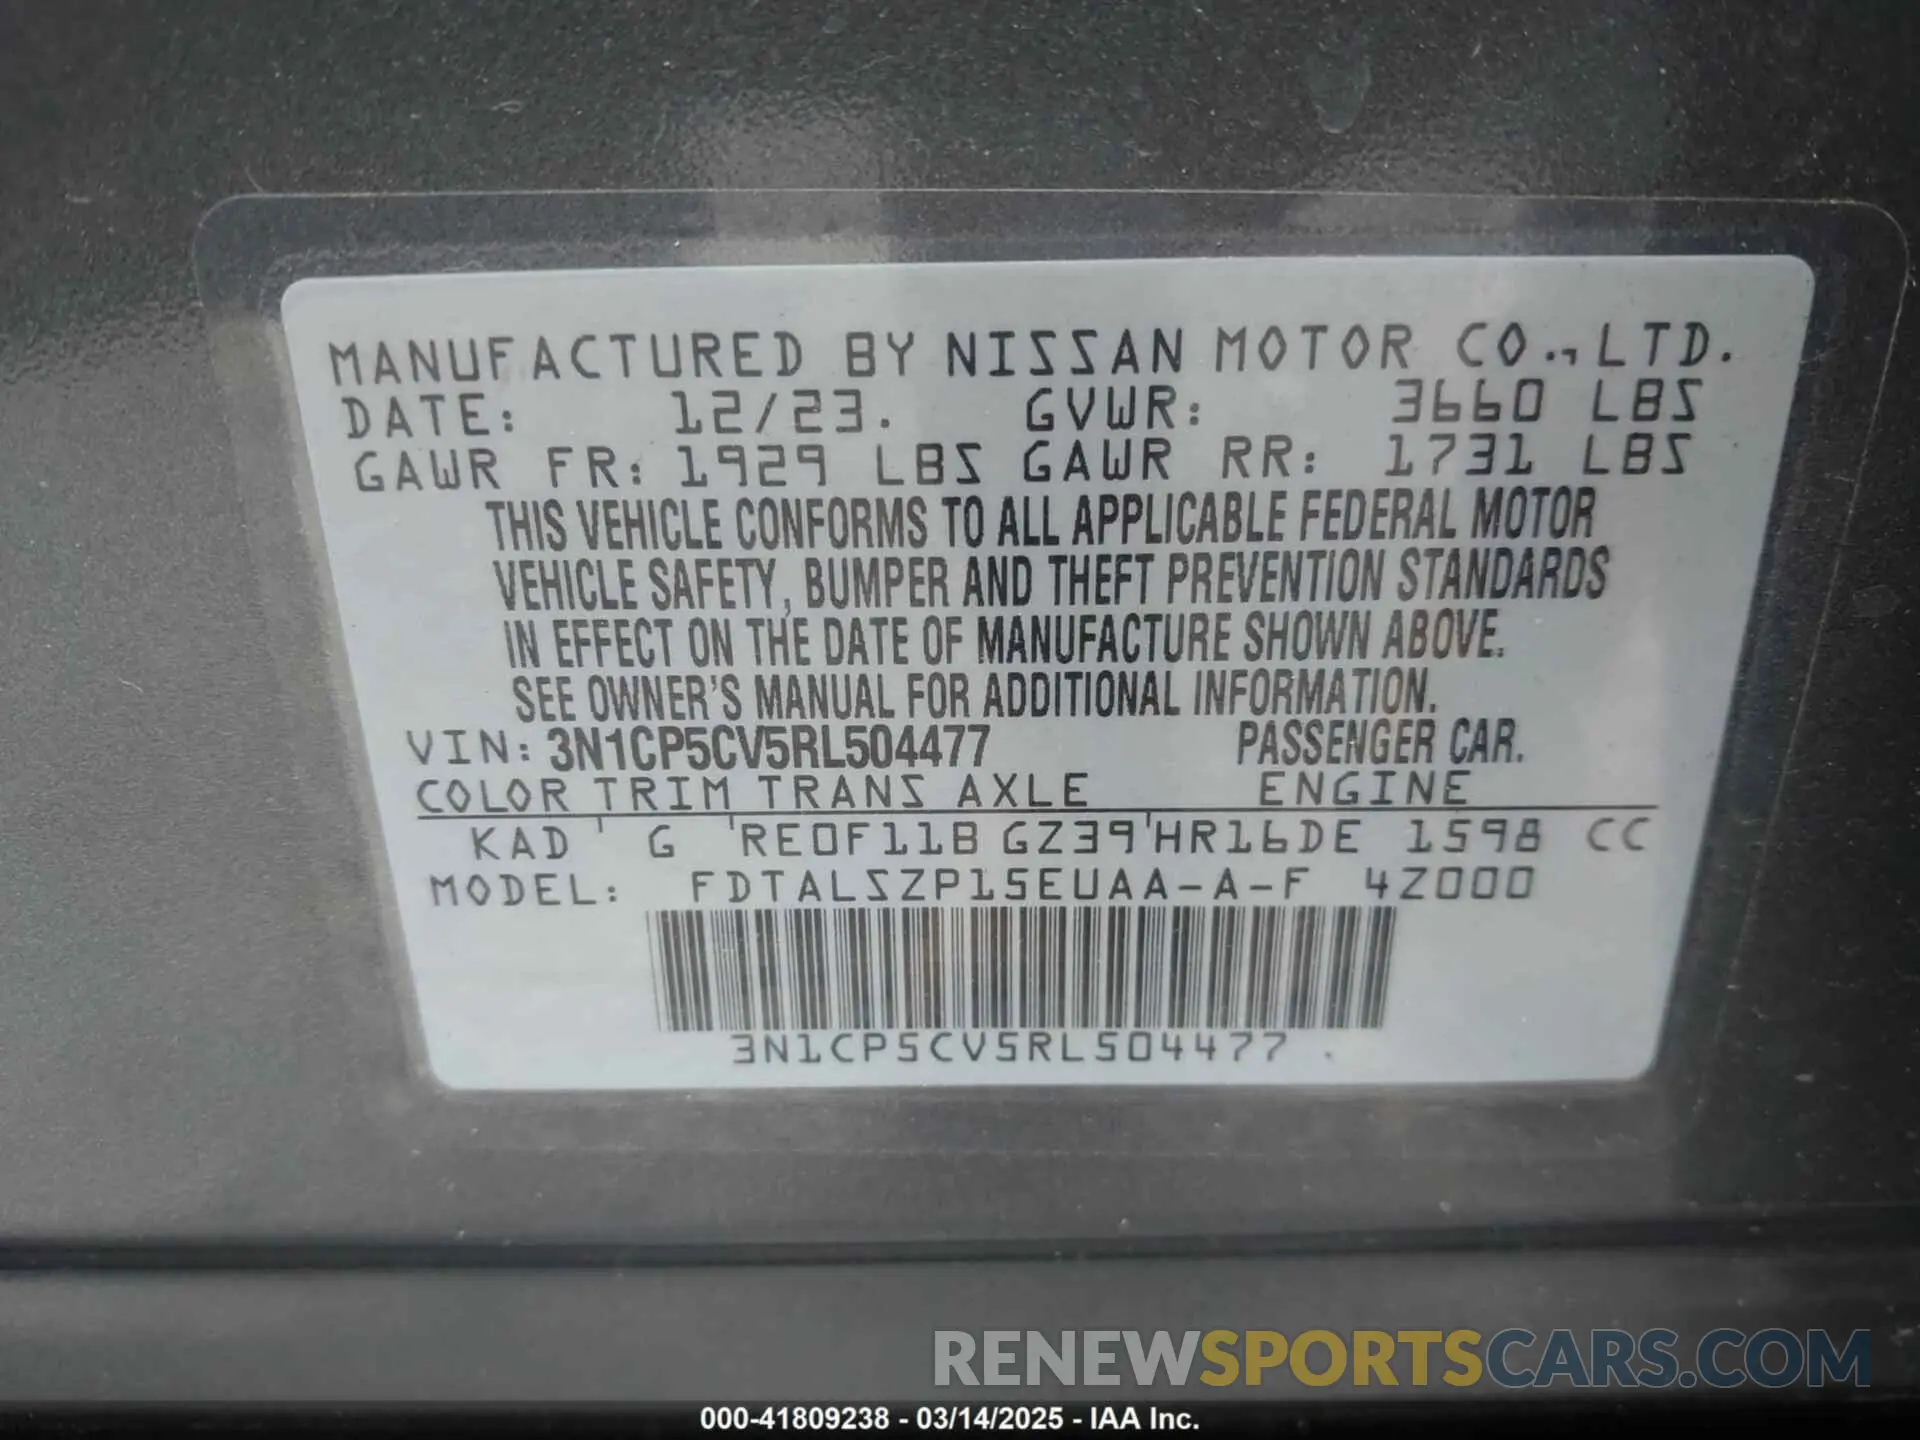 MANUFACTURED BY NISSAN MOTOR CO., LTD.
DATE: 12/23. GVWR: 3660 LBS
GAWR FR: 1929 LBS GAWR RR: 1731 LBS
THIS VEHICLE CONFORMS TO ALL APPLICABLE FEDERAL MOTOR
VEHICLE SAFETY, BUMPER AND THEFT PREVENTION STANDARDS
IN EFFECT ON THE DATE OF MANUFACTURE SHOWN ABOVE.
SEE OWNER'S MANUAL FOR ADDITIONAL INFORMATION.
VIN: 3N1CP5CV5RL504477 PASSENGER CAR.
COLOR TRIM TRANS AXLE ENGINE
KAD G RE0F11B GZ39 HR16DE 1598 CC
MODEL: FDTALSZP15EUAA-A-F 4Z000
3N1CP5CV5RL504477 .
RENEWSPORTSCARS.COM
000-41809238 - 03/14/2025 - IAA Inc.